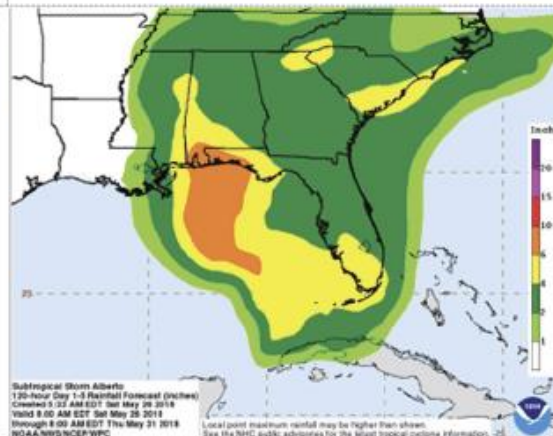 Inch
20
15
10
6
4
2
1
25
Subtropical Storm Alberto
120-hour Day 1-5 Rainfall Forecast (inches)
Created 5:33 AM EDT Sat May 26 2018
Valid 8:00 AM EDT Sat May 26 2018
through 8:00 AM EDT Thu May 31 2018
NOAA/NWS/NCEP/WPC
Local point maximum rainfall may be higher than shown.
See the NHC public advisories for the latest tropical cyclone information.